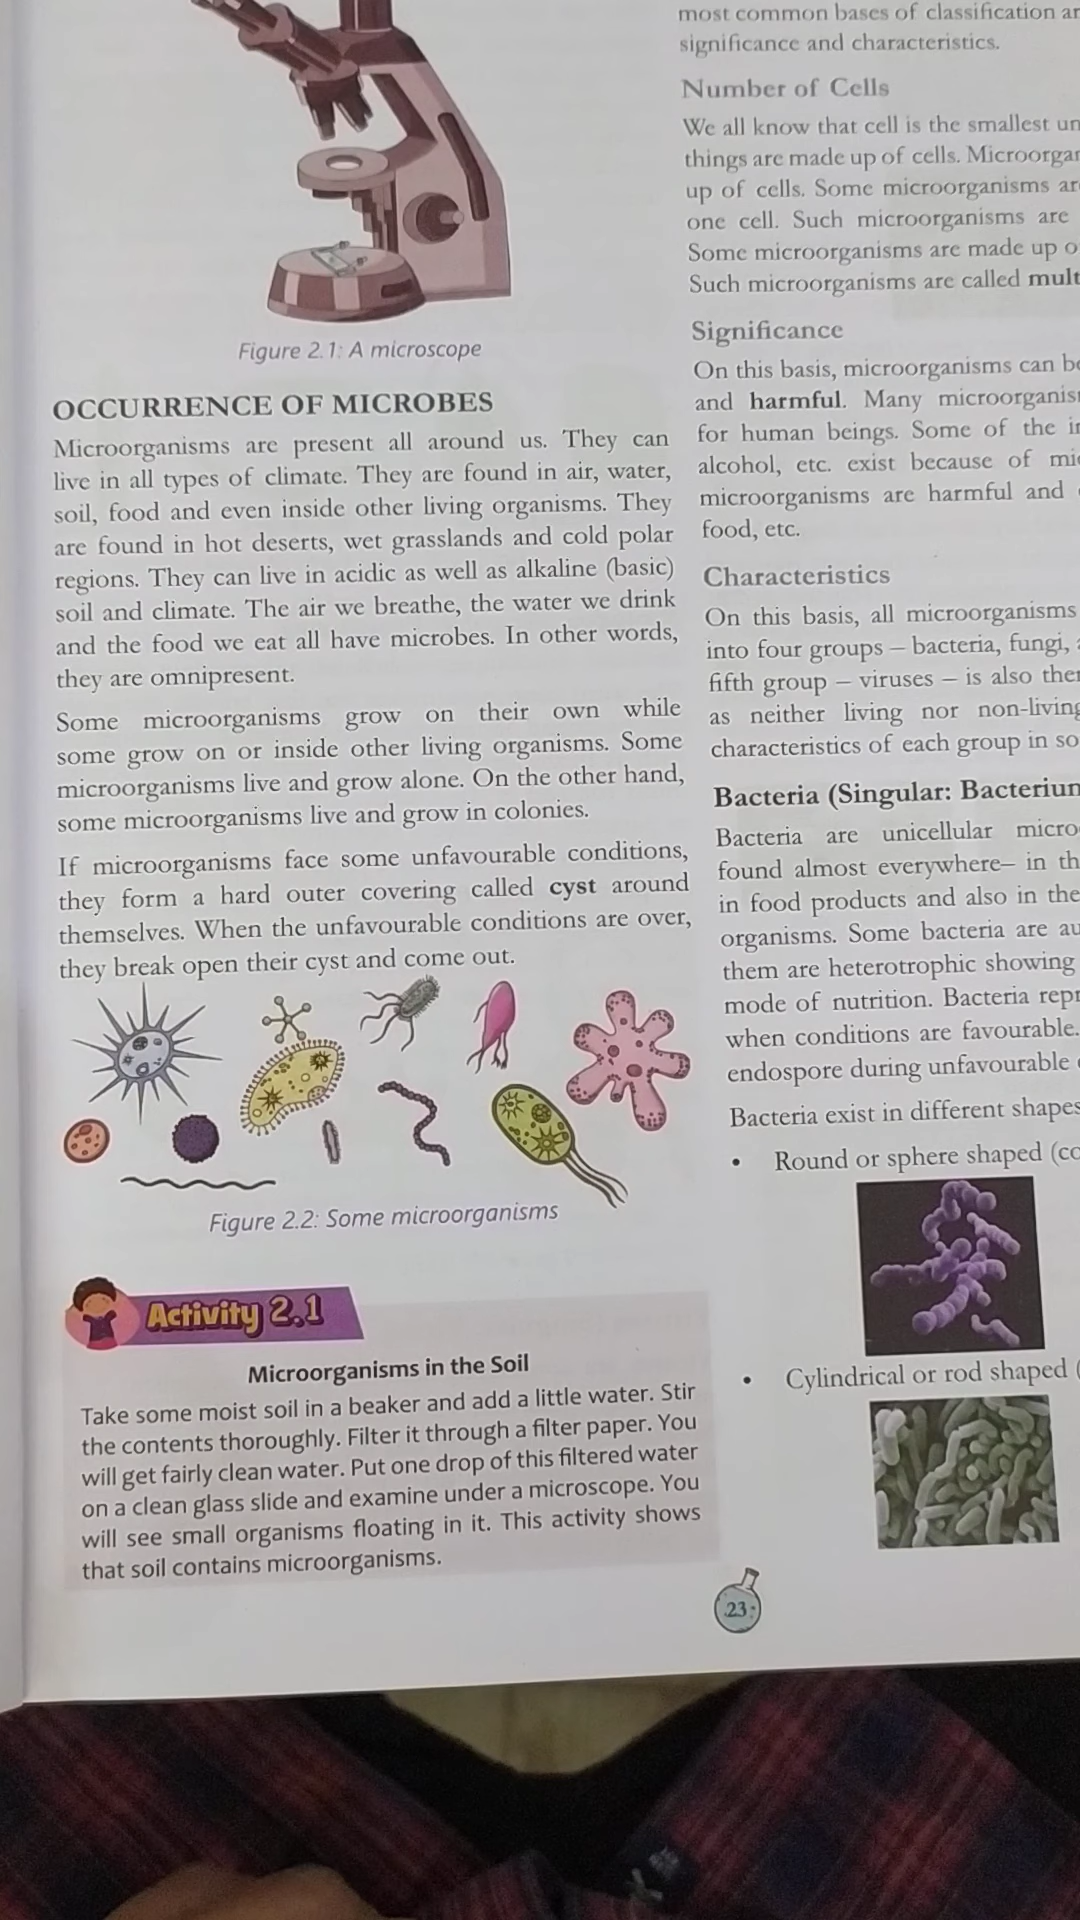 Figure 2.1: A microscope
OCCURRENCE OF MICROBES
Microorganisms are present all around us. They can
live in all types of climate. They are found in air, water,
soil, food and even inside other living organisms. They
are found in hot deserts, wet grasslands and cold polar
regions. They can live in acidic as well as alkaline (basic)
soil and climate. The air we breathe, the water we drink
and the food we eat all have microbes. In other words,
they are omnipresent.
Some microorganisms grow on their own while
some grow on or inside other living organisms. Some
microorganisms live and grow alone. On the other hand,
some microorganisms live and grow in colonies.
If microorganisms face some unfavourable conditions,
they form a hard outer covering called cyst around
themselves. When the unfavourable conditions are over,
they break open their cyst and come out.
Figure 2.2: Some microorganisms
Activity 2.1
Microorganisms in the Soil
Take some moist soil in a beaker and add a little water. Stir
the contents thoroughly. Filter it through a filter paper. You
will get fairly clean water. Put one drop of this filtered water
on a clean glass slide and examine under a microscope. You
will see small organisms floating in it. This activity shows
that soil contains microorganisms.
most common bases of classification
significance and characteristics.
Number of Cells
We all know that cell is the smallest
things are made up of cells.
up of cells. Some microorganisms
one cell. Such microorganisms are
Some microorganisms are made up
Such microorganisms are called
Significance
On this basis, microorganisms can
and harmful. Many
for human beings. Some of the
alcohol, etc. exist because of
microorganisms are harmful and
food, etc.
Characteristics
On this basis, all microorganisms
into four groups – bacteria, fungi,
fifth group – viruses – is also
as neither living nor non-living
characteristics of each group in
Bacteria (Singular:
Bacteria are unicellular
found almost everywhere– in
in food products and also in the
organisms. Some bacteria are
them are heterotrophic showing
mode of nutrition. Bacteria
when conditions are favourable.
endospore during unfavourable
Bacteria exist in different shapes
• Round or sphere shaped
• Cylindrical or rod shaped
23